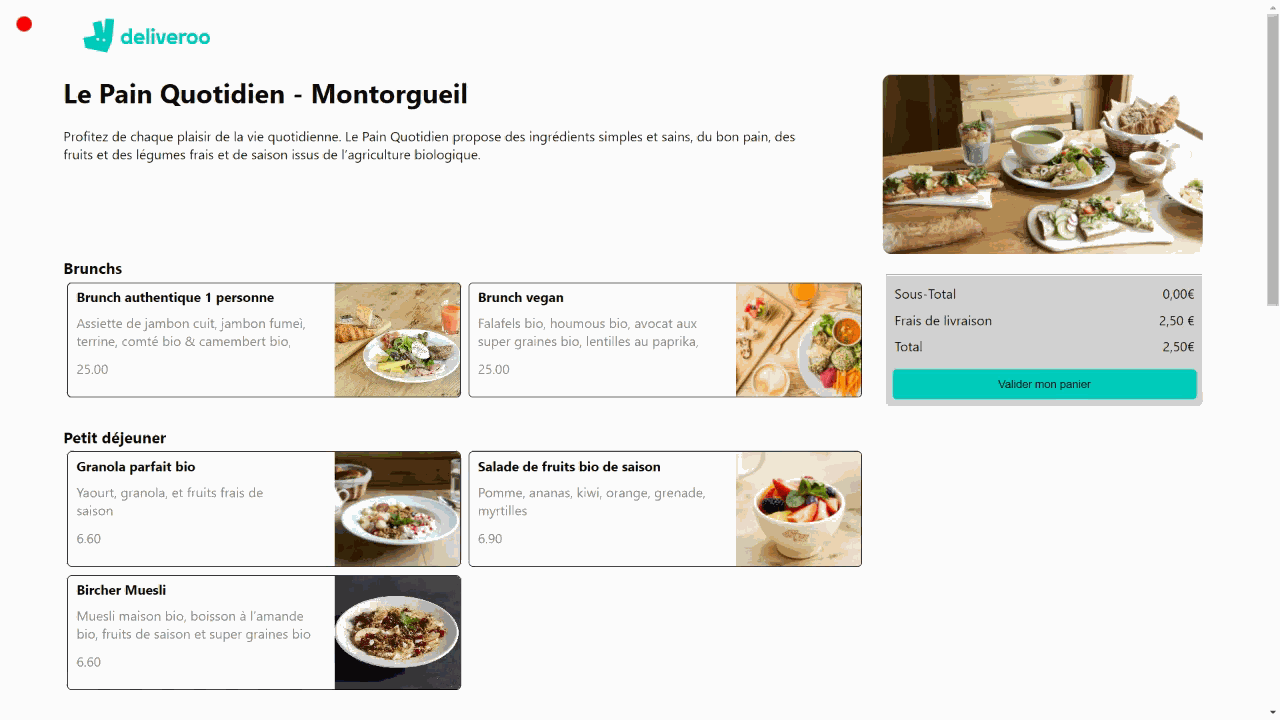 deliveroo
Le Pain Quotidien - Montorgueil
Profitez de chaque plaisir de la vie quotidienne. Le Pain Quotidien propose des ingrédients simples et sains, du bon pain, des
fruits et des légumes frais et de saison issus de l'agriculture biologique.
Brunchs
Brunch authentique 1 personne
Assiette de jambon cuit, jambon fumeì,
terrine, comté bio & camembert bio,
25.00
Brunch vegan
Falafels bio, houmous bio, avocat aux
super graines bio, lentilles au paprika,
25.00
Sous-Total 0,00€
Frais de livraison 2,50 €
Total 2,50€
Valider mon panier
Petit déjeuner
Granola parfait bio
Yaourt, granola, et fruits frais de
saison
6.60
Salade de fruits bio de saison
Pomme, ananas, kiwi, orange, grenade,
myrtilles
6.90
Bircher Muesli
Muesli maison bio, boisson à l'amande
bio, fruits de saison et super graines bio
6.60